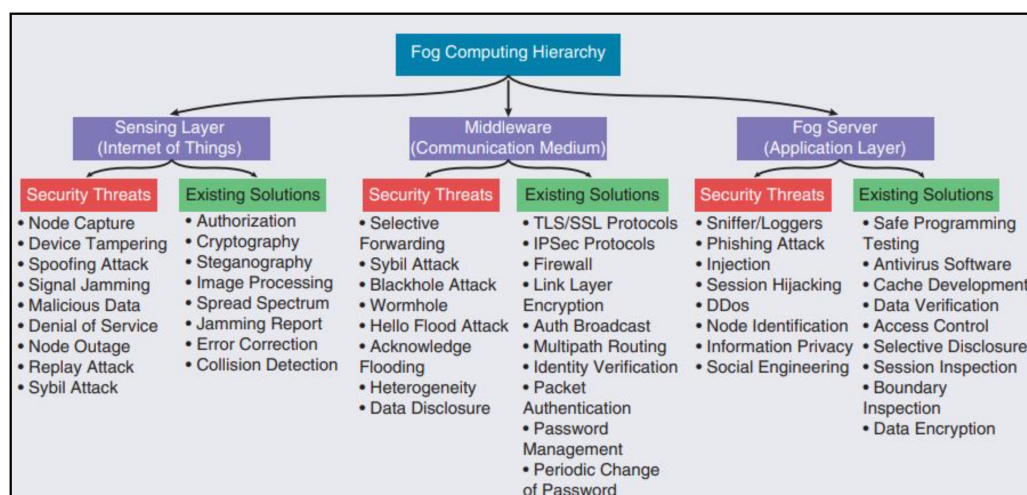 Fog Computing Hierarchy
Sensing Layer
(Internet of Things)
Security Threats
• Node Capture
• Device Tampering
• Spoofing Attack
• Signal Jamming
• Malicious Data
• Denial of Service
• Node Outage
• Replay Attack
• Sybil Attack
Existing Solutions
• Authorization
• Cryptography
• Steganography
• Image Processing
• Spread Spectrum
• Jamming Report
• Error Correction
• Collision Detection
Middleware
(Communication Medium)
Security Threats
• Selective
Forwarding
• Sybil Attack
• Blackhole Attack
• Wormhole
• Hello Flood Attack
• Acknowledge
Flooding
• Heterogeneity
• Data Disclosure
Existing Solutions
• TLS/SSL Protocols
• IPSec Protocols
• Firewall
• Link Layer
Encryption
• Auth Broadcast
• Multipath Routing
• Identity Verification
• Packet
Authentication
• Password
Management
• Periodic Change
of Password
Fog Server
(Application Layer)
Security Threats
• Sniffer/Loggers
• Phishing Attack
• Injection
• Session Hijacking
• DDos
• Node Identification
• Information Privacy
• Social Engineering
Existing Solutions
• Safe Programming
Testing
• Antivirus Software
• Cache Development
• Data Verification
• Access Control
• Selective Disclosure
• Session Inspection
• Boundary
Inspection
• Data Encryption